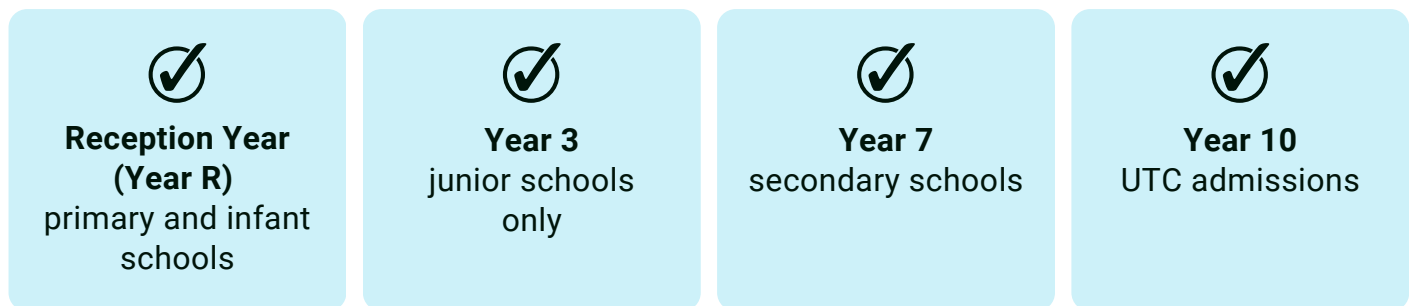 Reception Year
(Year R)
primary and infant
schools
Year 3
junior schools
only
Year 7
secondary schools
Year 10
UTC admissions